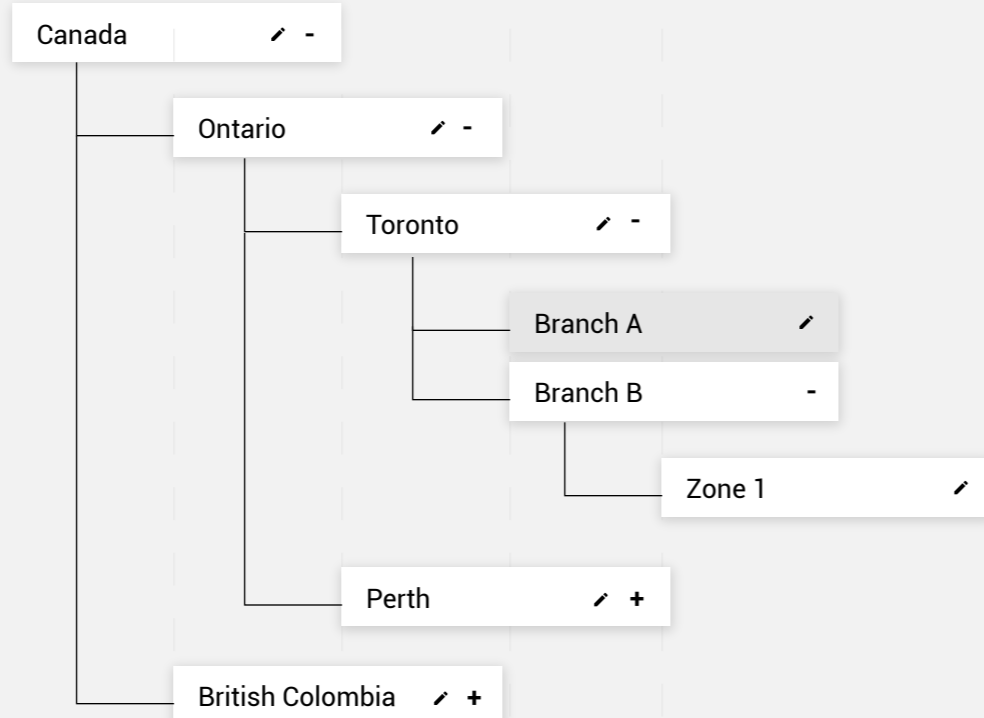 Canada -
Ontario -
Toronto -
Branch A
Branch B -
Zone 1
Perth +
British Colombia +